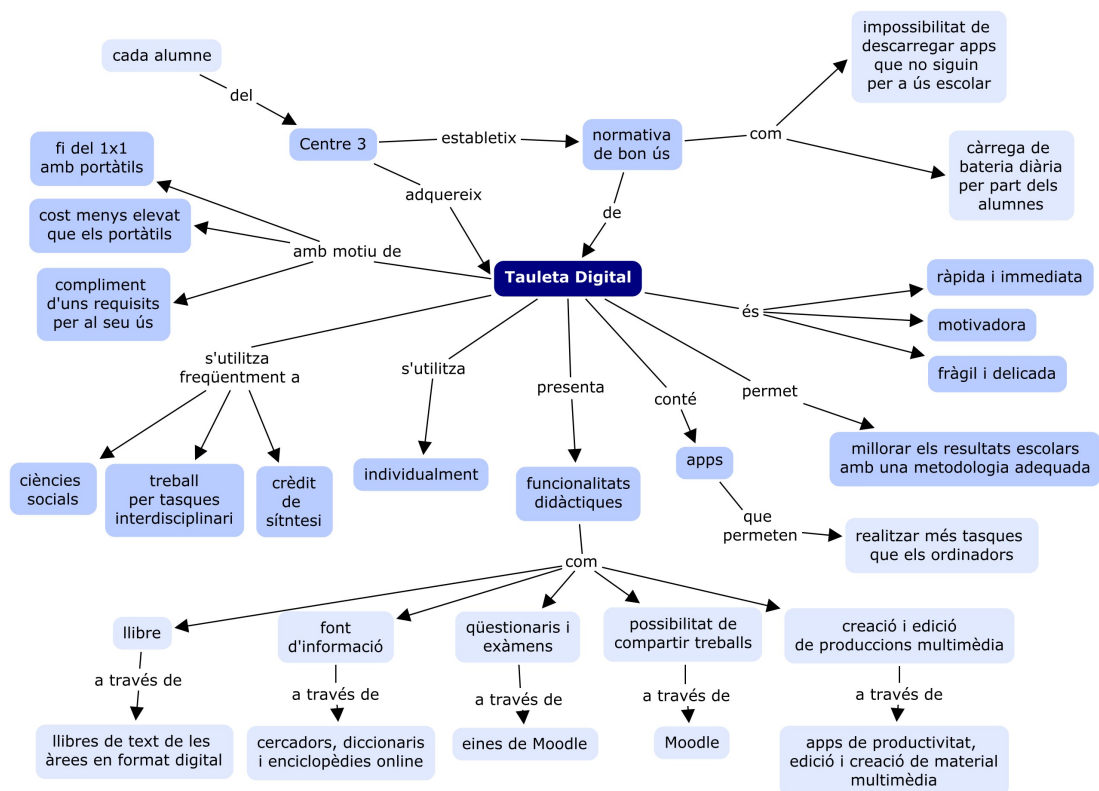 cada alumne
del
Centre 3
establetix
normativa
de bon ús
com
impossibilitat de
descarregar apps
que no siguin
per a ús escolar
càrrega de
bateria diària
per part dels
alumnes
adquereix
de
Tauleta Digital
amb motiu de
fi del 1x1
amb portàtils
cost menys elevat
que els portàtils
compliment
d'uns requisits
per al seu ús
és
ràpida i immediata
motivadora
fràgil i delicada
s'utilitza
freqüentment a
ciències
socials
treball
per tasques
interdisciplinari
crèdit
de
sítntesi
s'utilitza
individualment
presenta
funcionalitats
didàctiques
conté
apps
que
permeten
realitzar més tasques
que els ordinadors
permet
millorar els resultats escolars
amb una metodologia adequada
com
llibre
a través de
llibres de text de les
àrees en format digital
font
d'informació
a través de
cercadors, diccionaris
i enciclopèdies online
qüestionaris i
exàmens
a través de
eines de Moodle
possibilitat de
compartir treballs
a través de
Moodle
creació i edició
de produccions multimèdia
a través de
apps de productivitat,
edició i creació de material
multimèdia